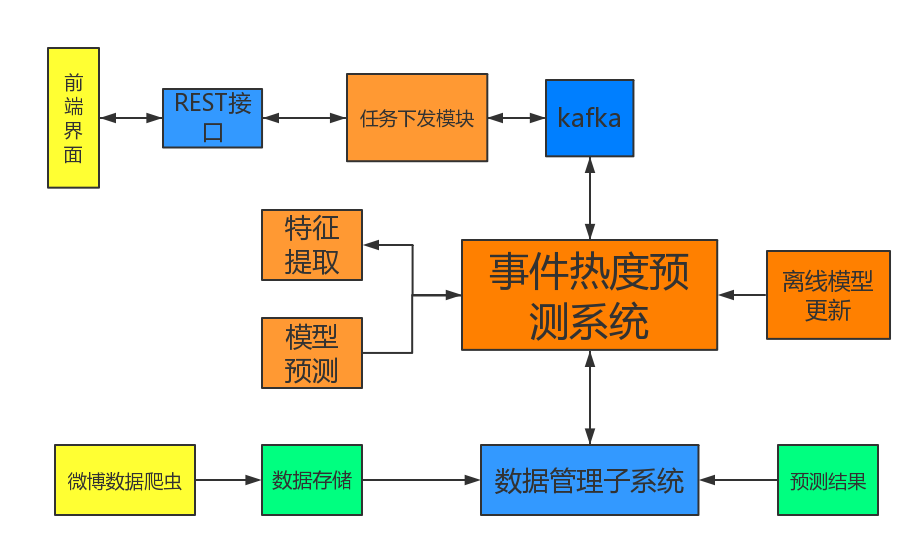 前
端
界
面
REST接
口
任务下发模块
kafka
特征
提取
事件热度预
测系统
离线模型
更新
模型
预测
微博数据爬虫
数据存储
数据管理子系统
预测结果